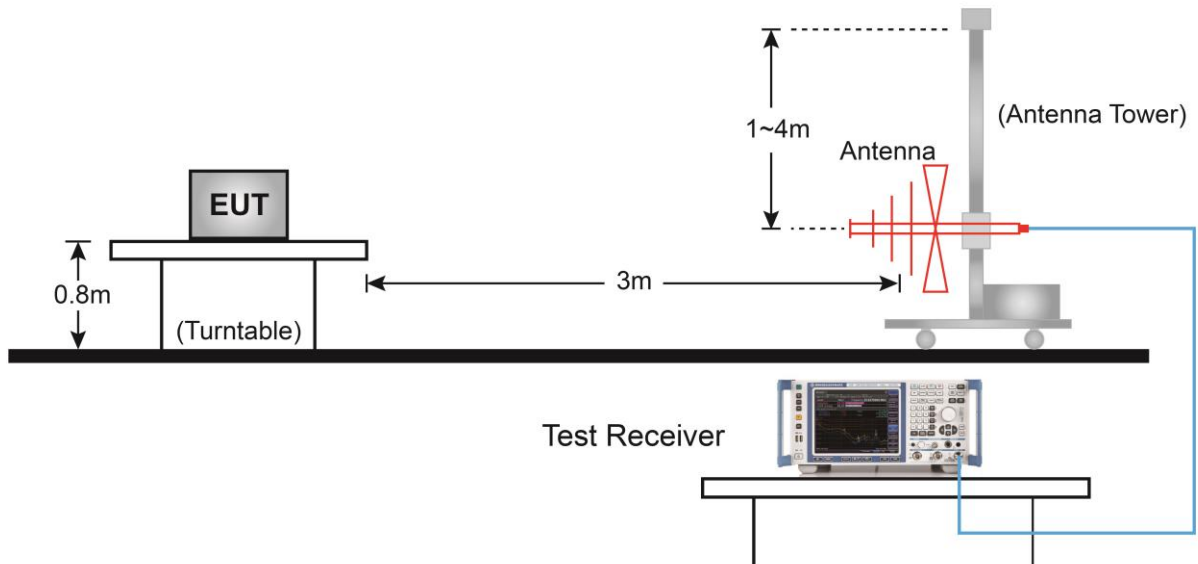 1~4m
(Antenna Tower)
Antenna
EUT
0.8m
3m
(Turntable)
Test Receiver